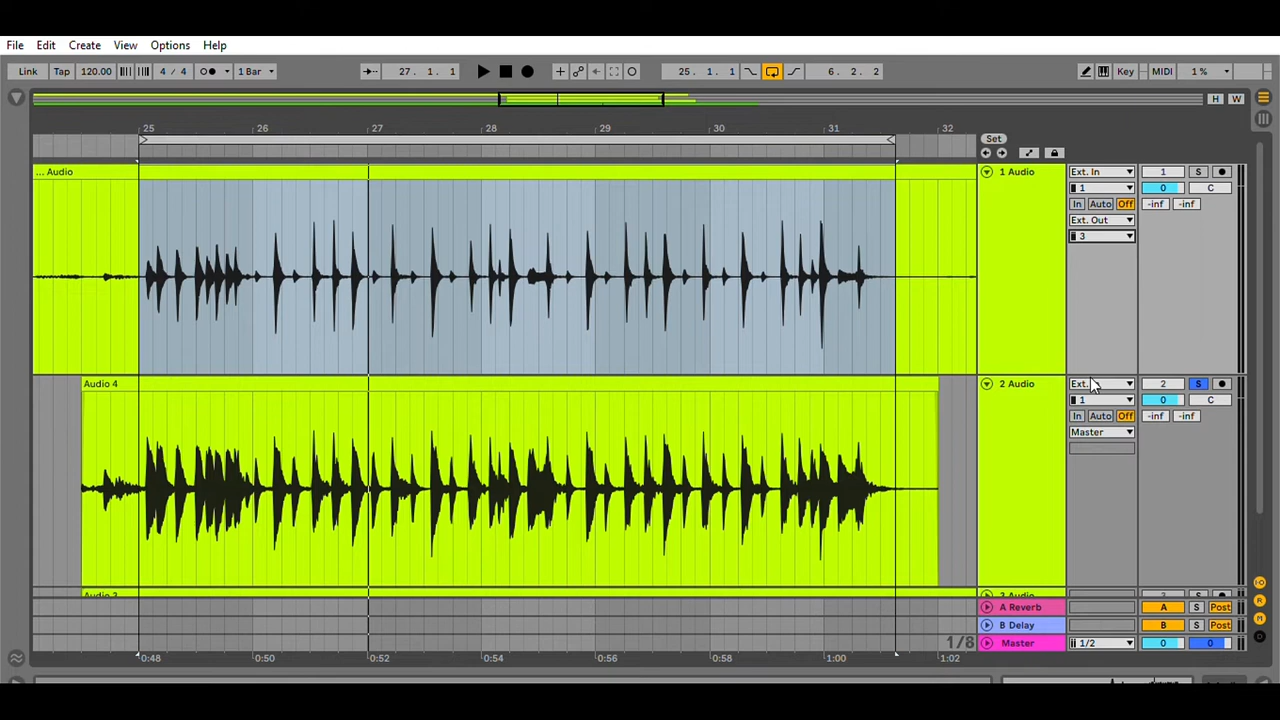 File Edit Create View Options Help
Link Tap 120.00 4 / 4 1 Bar 27. 1. 1 25. 1. 1 6. 2. 2 Key MIDI 1 %
H W
25 26 27 28 29 30 31 32
Set
... Audio 1 Audio Ext. In 1 S
1 0 C
In Auto Off -inf -inf
Ext. Out
3
Audio 4 2 Audio Ext. 2 S
1 0 C
In Auto Off -inf -inf
Master
A Reverb A S Post
B Delay B S Post
1/8 Master 1/2 0 0
0:48 0:50 0:52 0:54 0:56 0:58 1:00 1:02